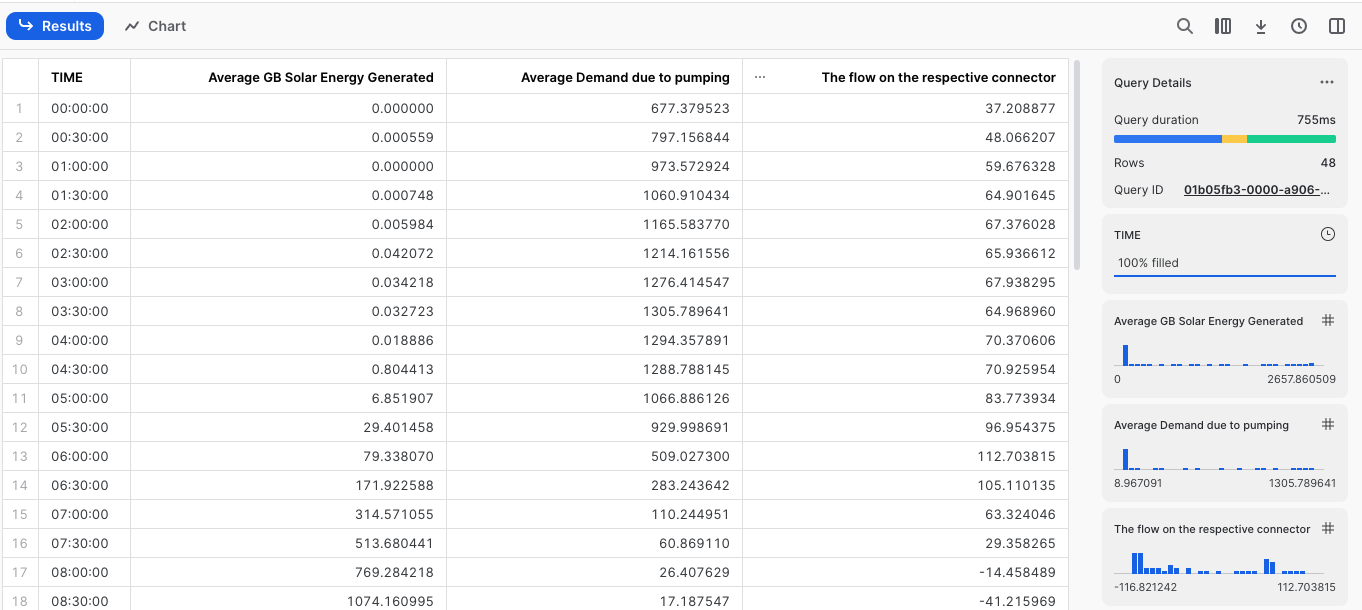 Results Chart
TIME Average GB Solar Energy Generated Average Demand due to pumping ... The flow on the respective connector
1 00:00:00 0.000000 677.379523 37.208877
2 00:30:00 0.000559 797.156844 48.066207
3 01:00:00 0.000000 973.572924 59.676328
4 01:30:00 0.000748 1060.910434 64.901645
5 02:00:00 0.005984 1165.583770 67.376028
6 02:30:00 0.042072 1214.161556 65.936612
7 03:00:00 0.034218 1276.414547 67.938295
8 03:30:00 0.032723 1305.789641 64.968960
9 04:00:00 0.018886 1294.357891 70.370606
10 04:30:00 0.804413 1288.788145 70.925954
11 05:00:00 6.851907 1066.886126 83.773934
12 05:30:00 29.401458 929.998691 96.954375
13 06:00:00 79.338070 509.027300 112.703815
14 06:30:00 171.922588 283.243642 105.110135
15 07:00:00 314.571055 110.244951 63.324046
16 07:30:00 513.680441 60.869110 29.358265
17 08:00:00 769.284218 26.407629 -14.458489
18 08:30:00 1074.160995 17.187547 -41.215969
Query Details ...
Query duration 755ms
Rows 48
Query ID 01b05fb3-0000-a906-...
TIME
100% filled
Average GB Solar Energy Generated
0 2657.860509
Average Demand due to pumping
8.967091 1305.789641
The flow on the respective connector
-116.821242 112.703815